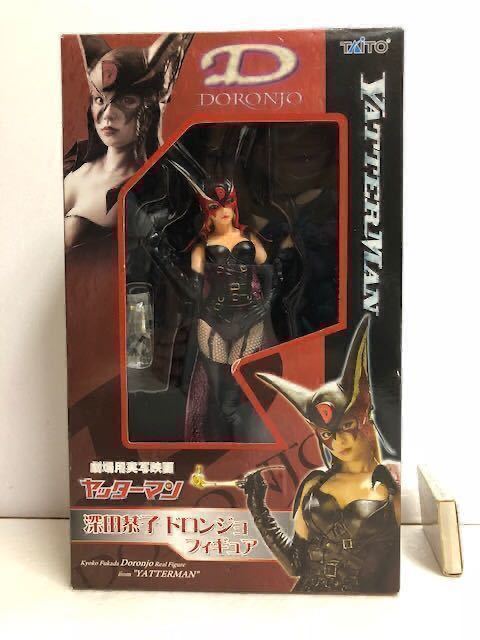 D
DORONJO
TAITO
YATTERMAN
劇場用実写映画
ヤッターマン
深田恭子 ドロンジョ
フィギュア
Kyoko Fukada Doronjo Real Figure
from "YATTERMAN"